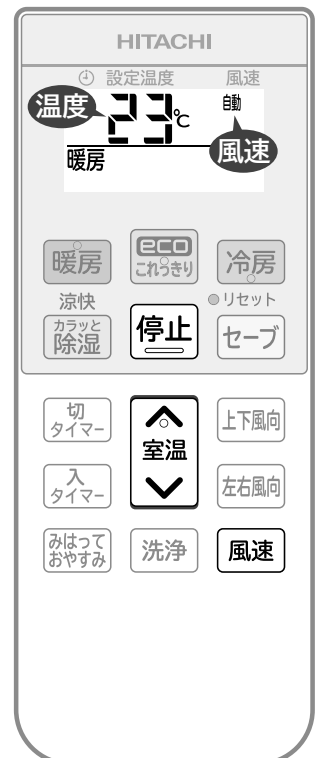 HITACHI
設定温度 風速
温度 23℃ 自動
暖房 風速
暖房 eco これっきり 冷房
涼快 リセット
カラッと除湿 停止 セーブ
切タイマー 室温 上下風向
入タイマー 左右風向
みはっておやすみ 洗浄 風速